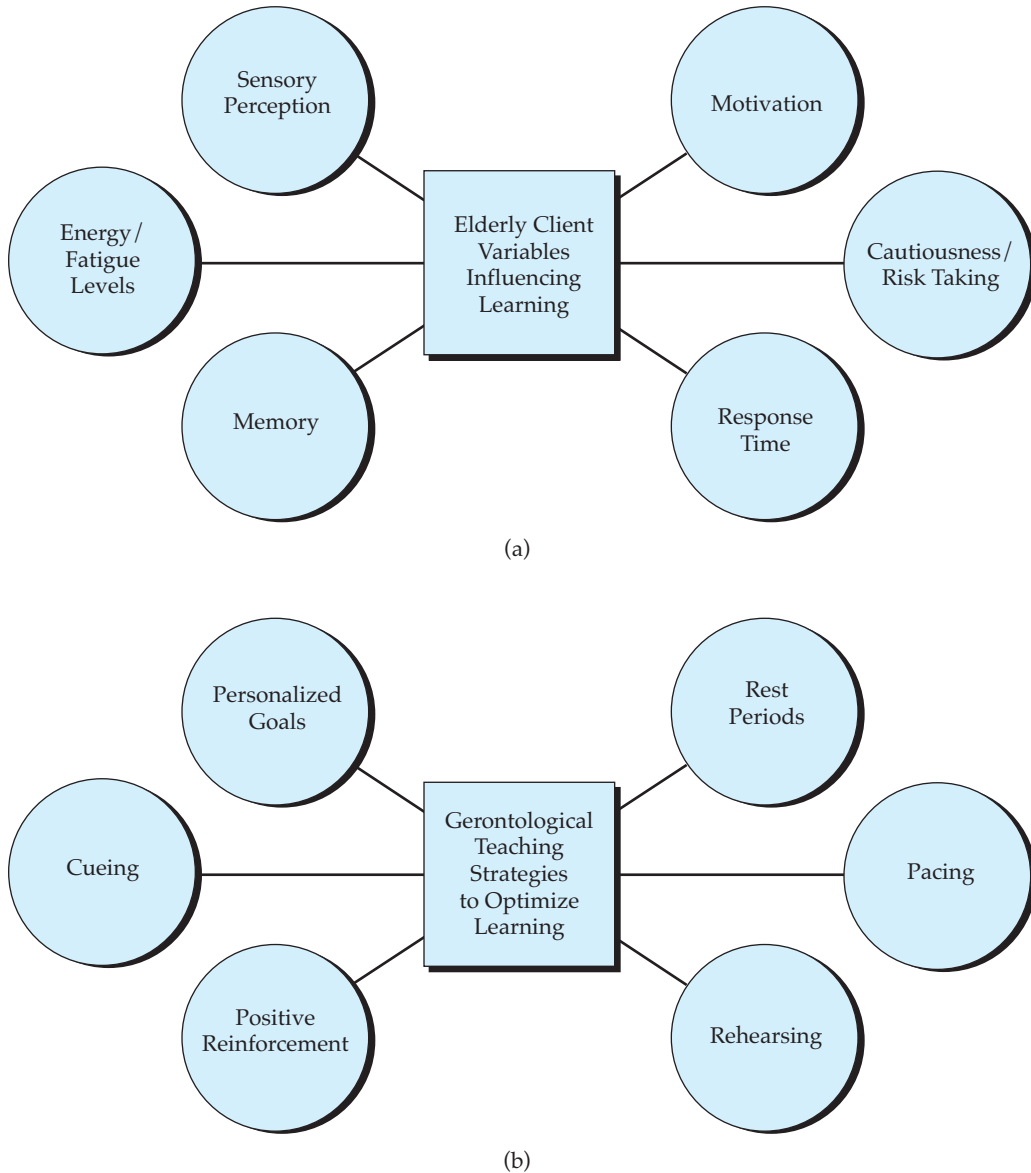 Sensory
Perception
Motivation
Energy/
Fatigue
Levels
Elderly Client
Variables
Influencing
Learning
Cautiousness/
Risk Taking
Memory
Response
Time
(a)
Personalized
Goals
Rest
Periods
Cueing
Gerontological
Teaching
Strategies
to Optimize
Learning
Pacing
Positive
Reinforcement
Rehearsing
(b)